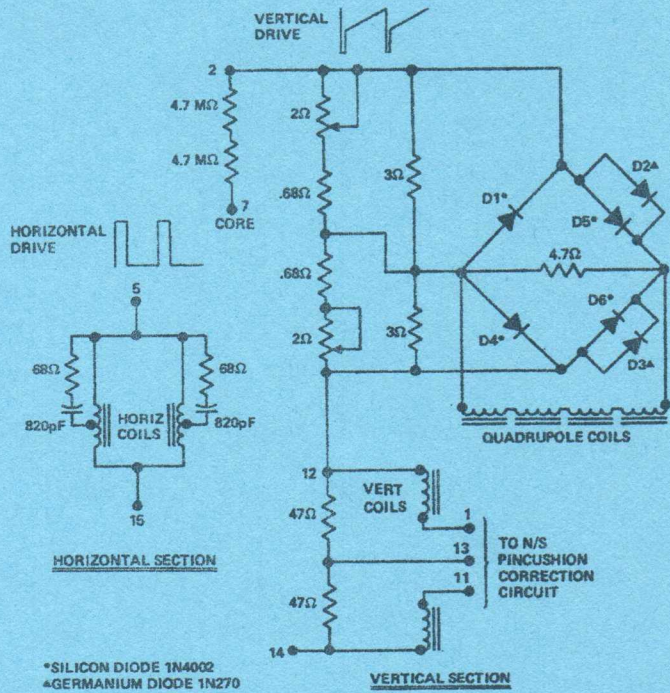 VERTICAL
DRIVE
2
4.7 MΩ
4.7 MΩ
7
CORE
2Ω
.68Ω
3Ω
.68Ω
2Ω
3Ω
D1*
D2▲
D5*
4.7Ω
D4*
D6*
D3▲
QUADRUPOLE COILS
HORIZONTAL
DRIVE
5
68Ω
68Ω
820pF
HORIZ
COILS
820pF
15
HORIZONTAL SECTION
12
VERT
COILS
47Ω
47Ω
1
13
11
TO N/S
PINCUSHION
CORRECTION
CIRCUIT
14
VERTICAL SECTION
*SILICON DIODE 1N4002
▲GERMANIUM DIODE 1N270